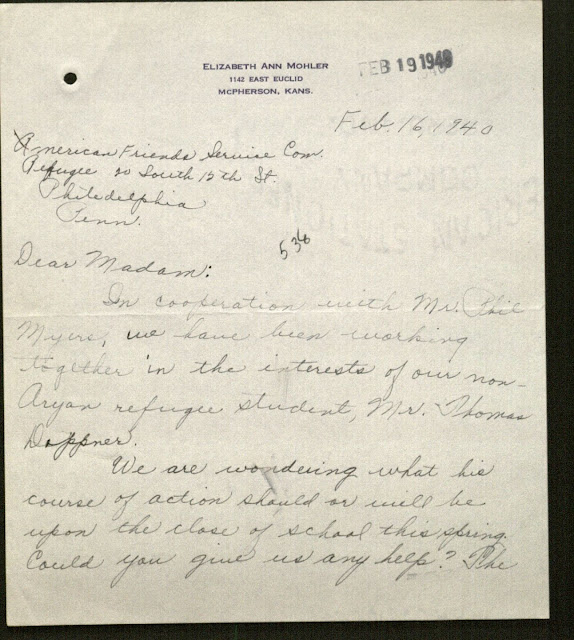 ELIZABETH ANN MOHLER
1142 EAST EUCLID
MCPHERSON, KANS.
FEB 19 1940
Feb. 16, 1940
American Friends Service Com.
Refugee 20 South 12th St
Philadelphia
Penn.
536
Dear Madam:
In cooperation with Mr. Phil
Myers, we have been working
together in the interests of our non-
Aryan refugee student, Mr. Thomas
Doppner.
We are wondering what his
course of action should or will be
upon the close of school this spring.
Could you give us any help? The